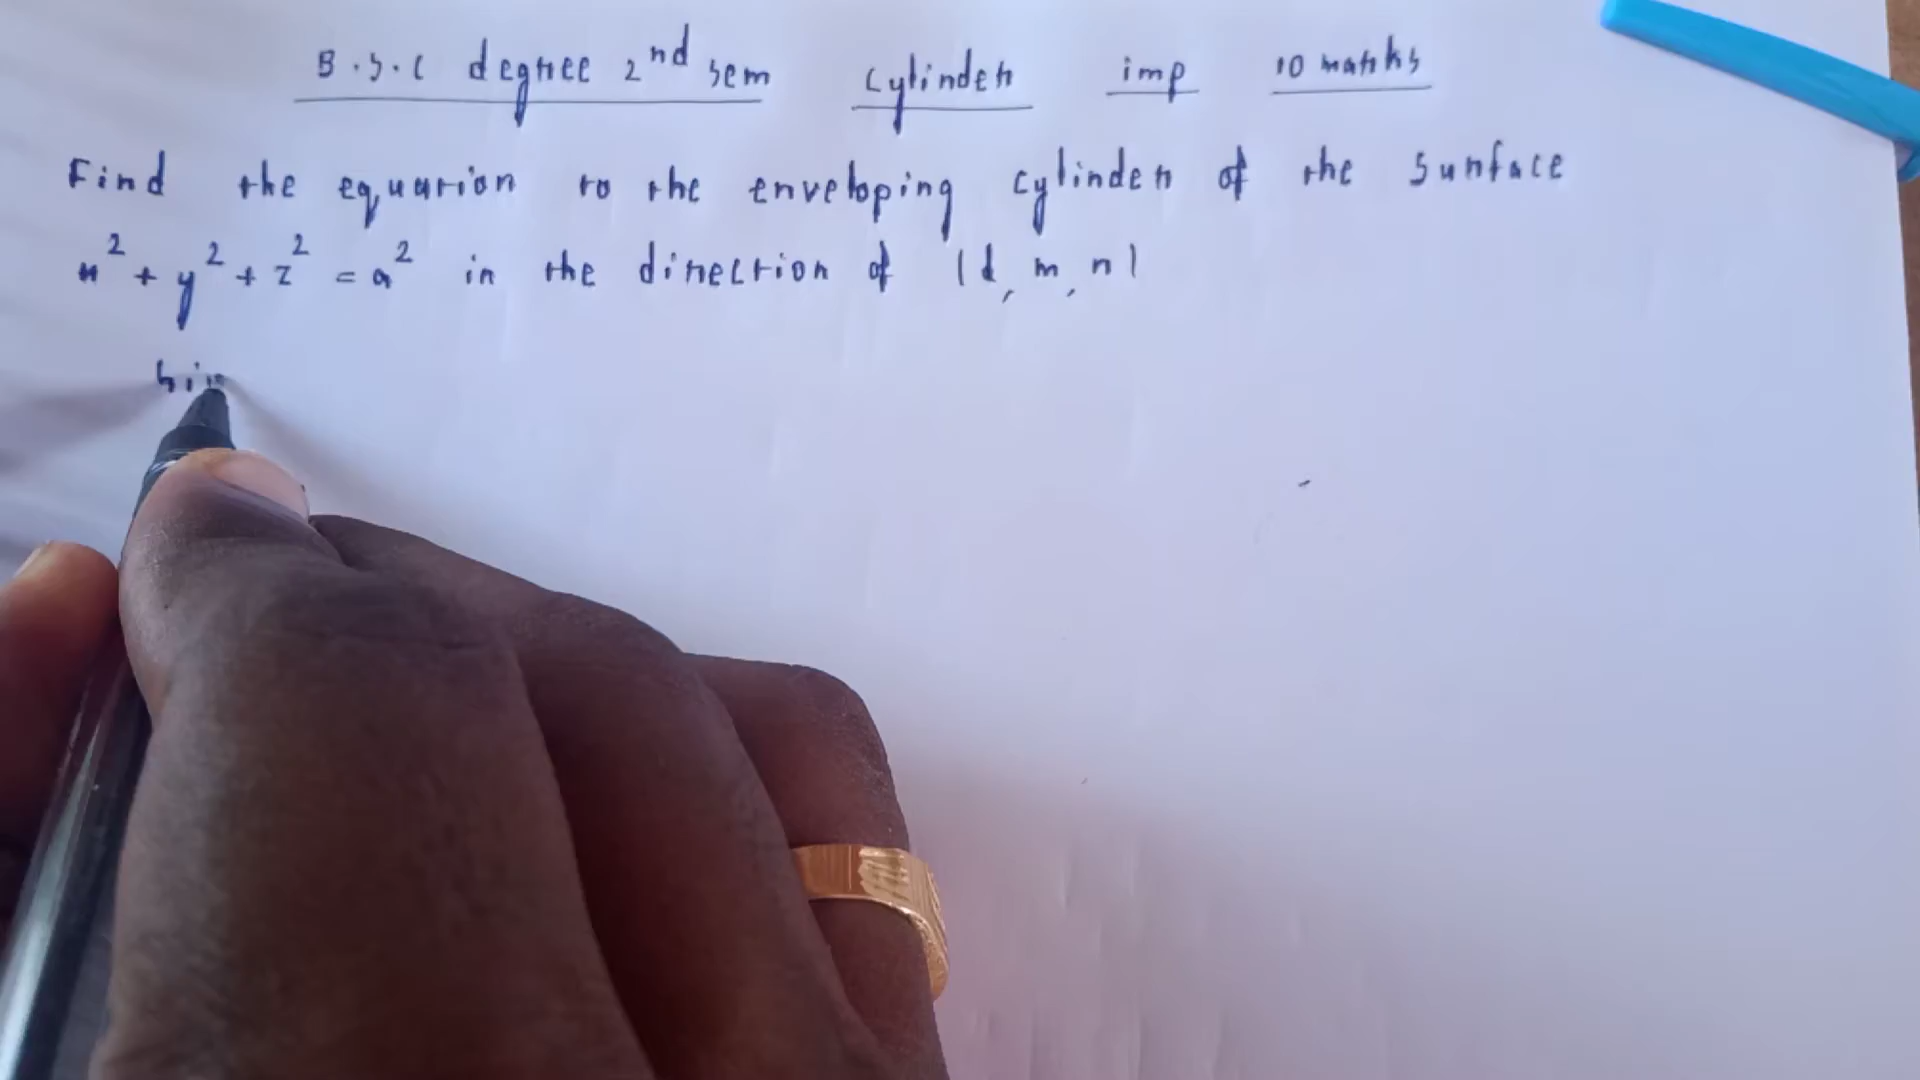 B.S.C degree 2nd sem cylinder imp 10 marks
Find the equation to the enveloping cylinder of the surface
x² + y² + z² = a² in the direction of (l, m, n)